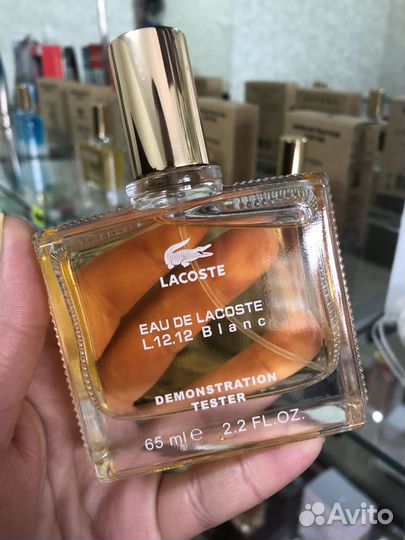 LACOSTE
EAU DE LACOSTE
L.12.12 Blanc
DEMONSTRATION
TESTER
65 ml e 2.2 FL.OZ.
Avito